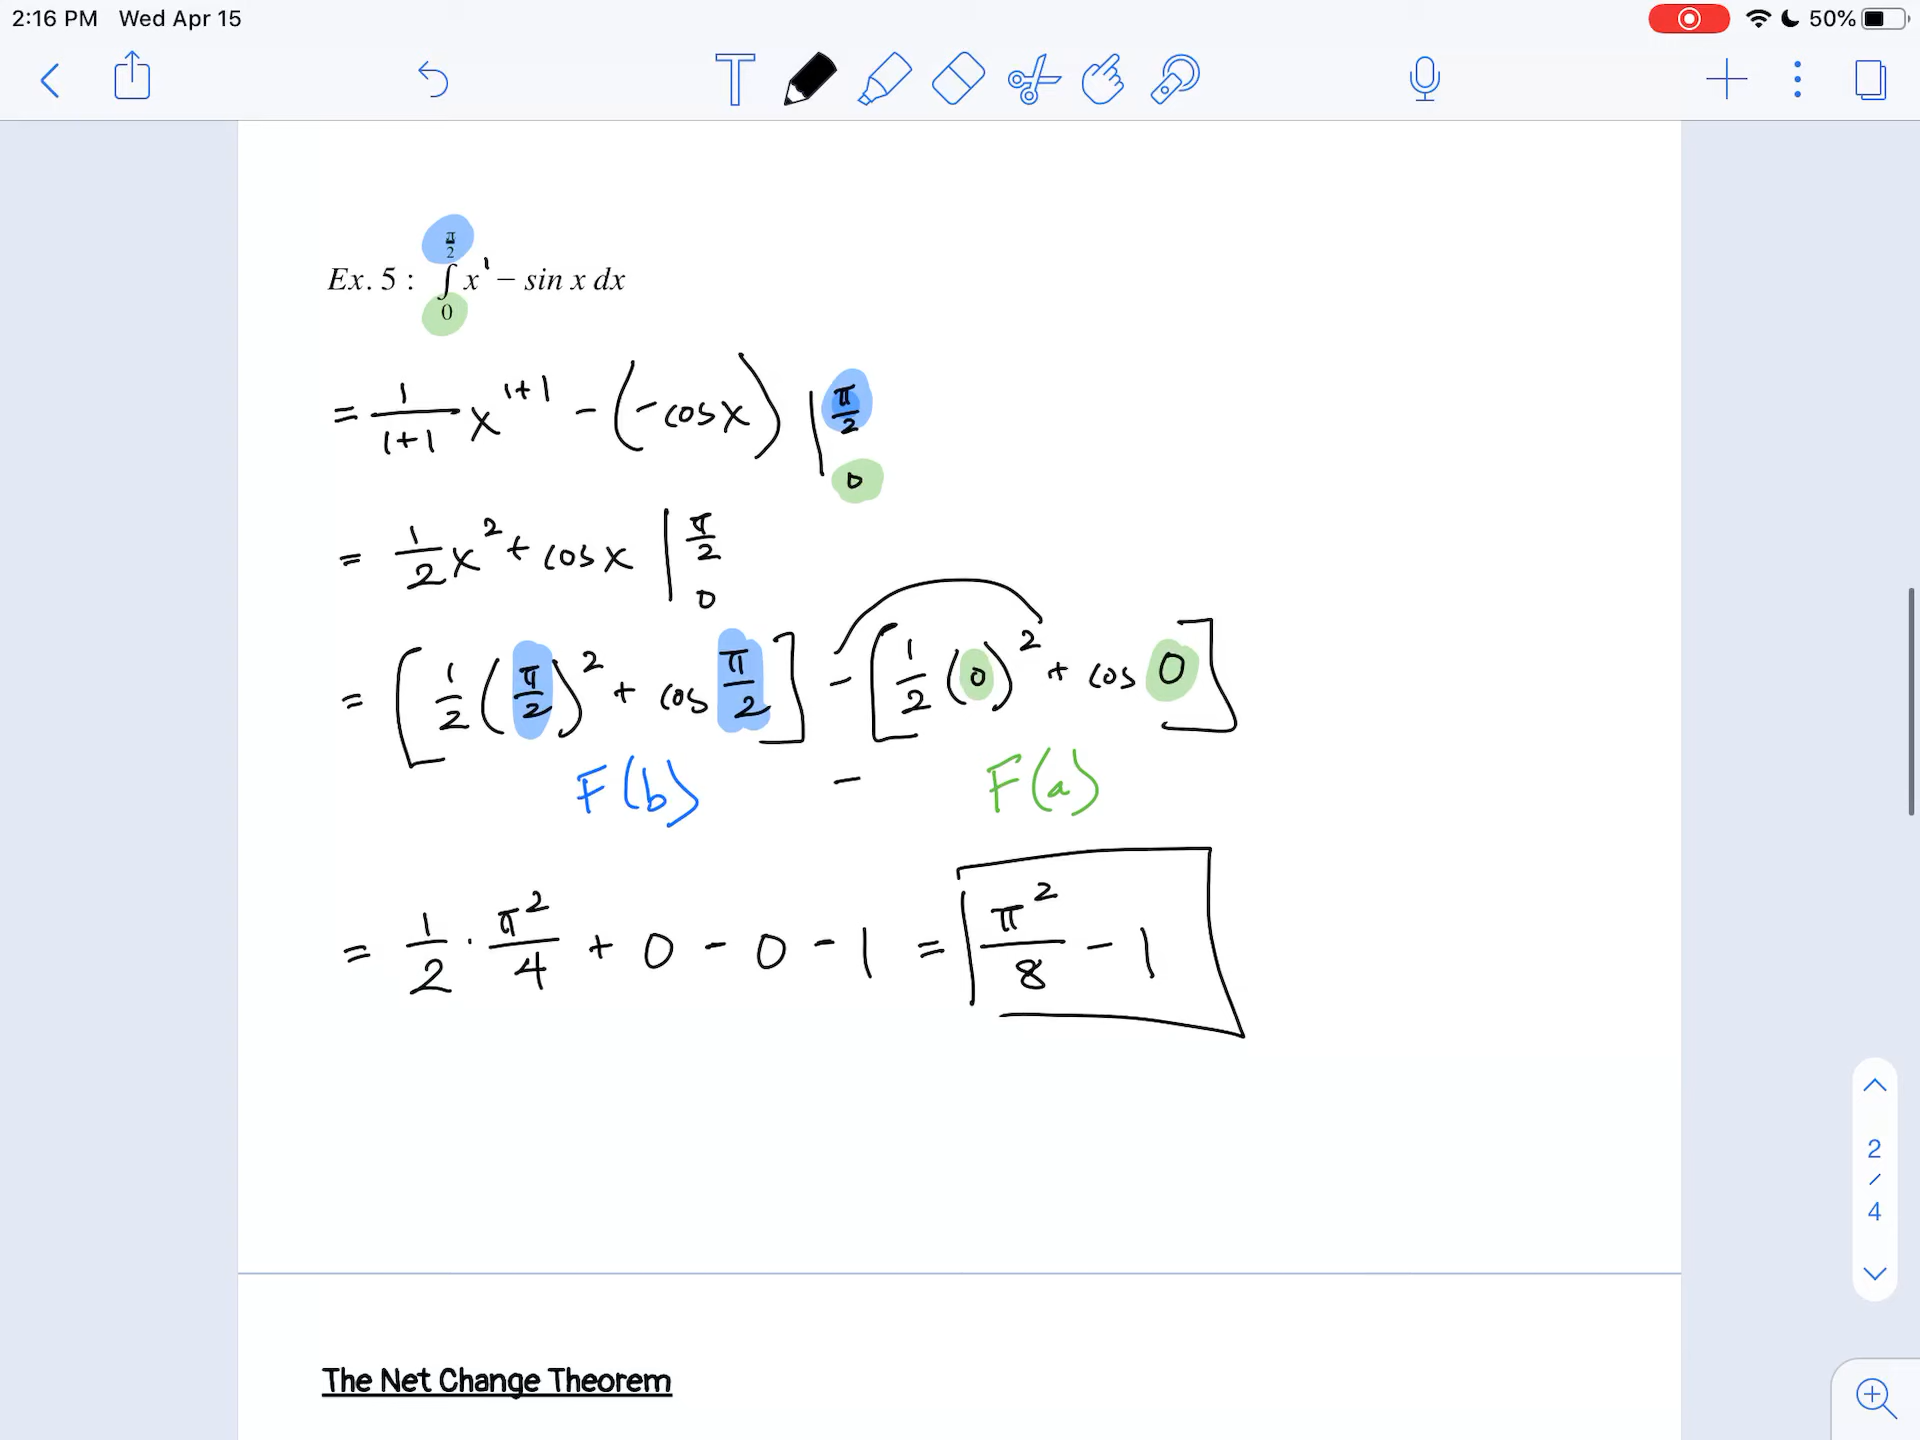 2:16 PM Wed Apr 15 50%
T
Ex. 5 : ∫₀^(π/2) x¹ − sin x dx
= 1/(1+1) x^(1+1) − (−cos x) |₀^(π/2)
= 1/2 x² + cos x |₀^(π/2)
= [1/2 (π/2)² + cos π/2] − [1/2 (0)² + cos 0]
F(b) − F(a)
= 1/2 · π²/4 + 0 − 0 − 1 = π²/8 − 1
2
/
4
The Net Change Theorem